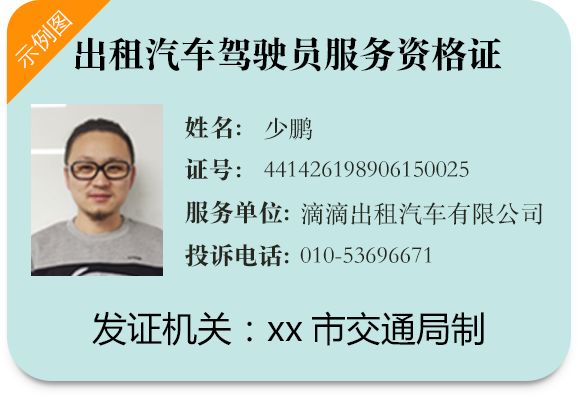 示例图
出租汽车驾驶员服务资格证
姓名: 少鹏
证号: 441426198906150025
服务单位: 滴滴出租汽车有限公司
投诉电话: 010-53696671
发证机关：xx 市交通局制